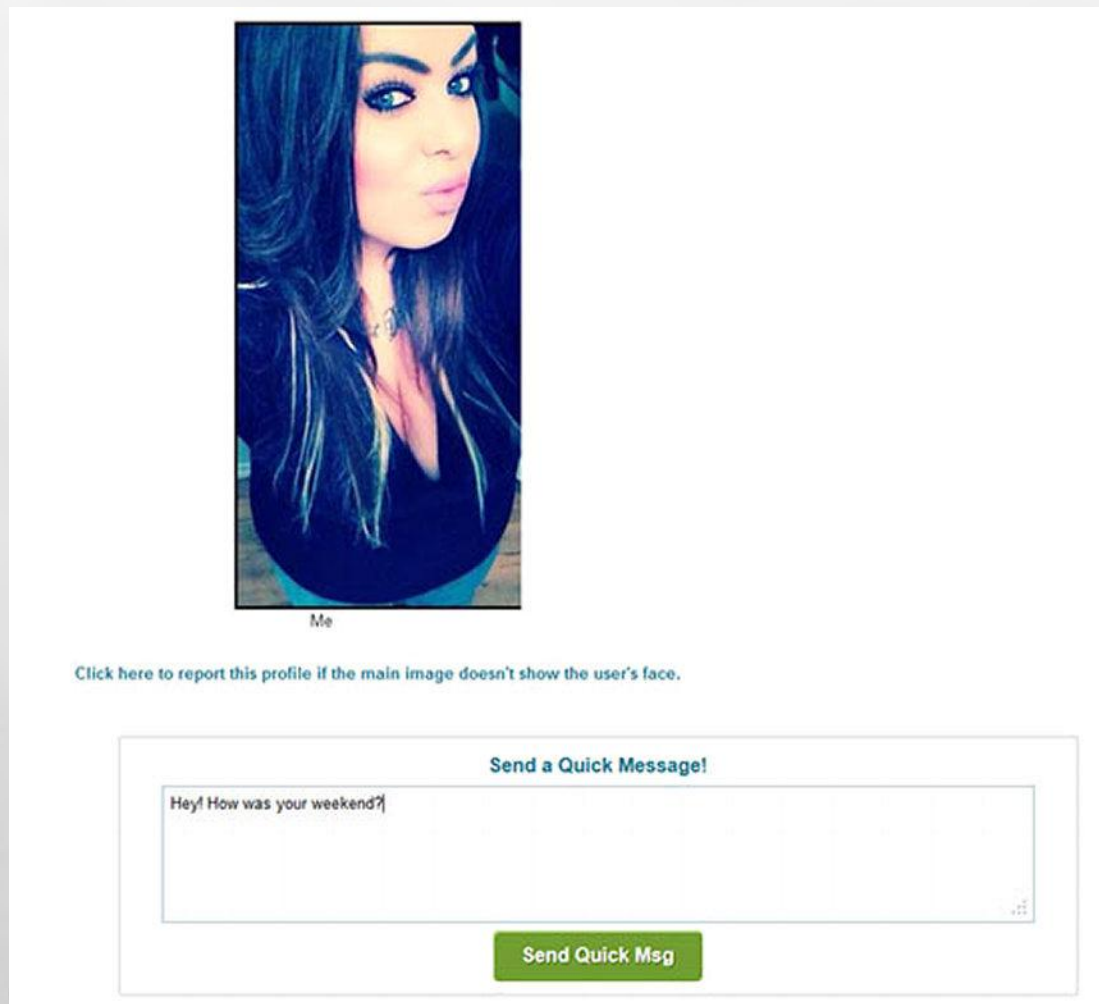 Me
Click here to report this profile if the main image doesn't show the user's face.
Send a Quick Message!
Hey! How was your weekend?
Send Quick Msg